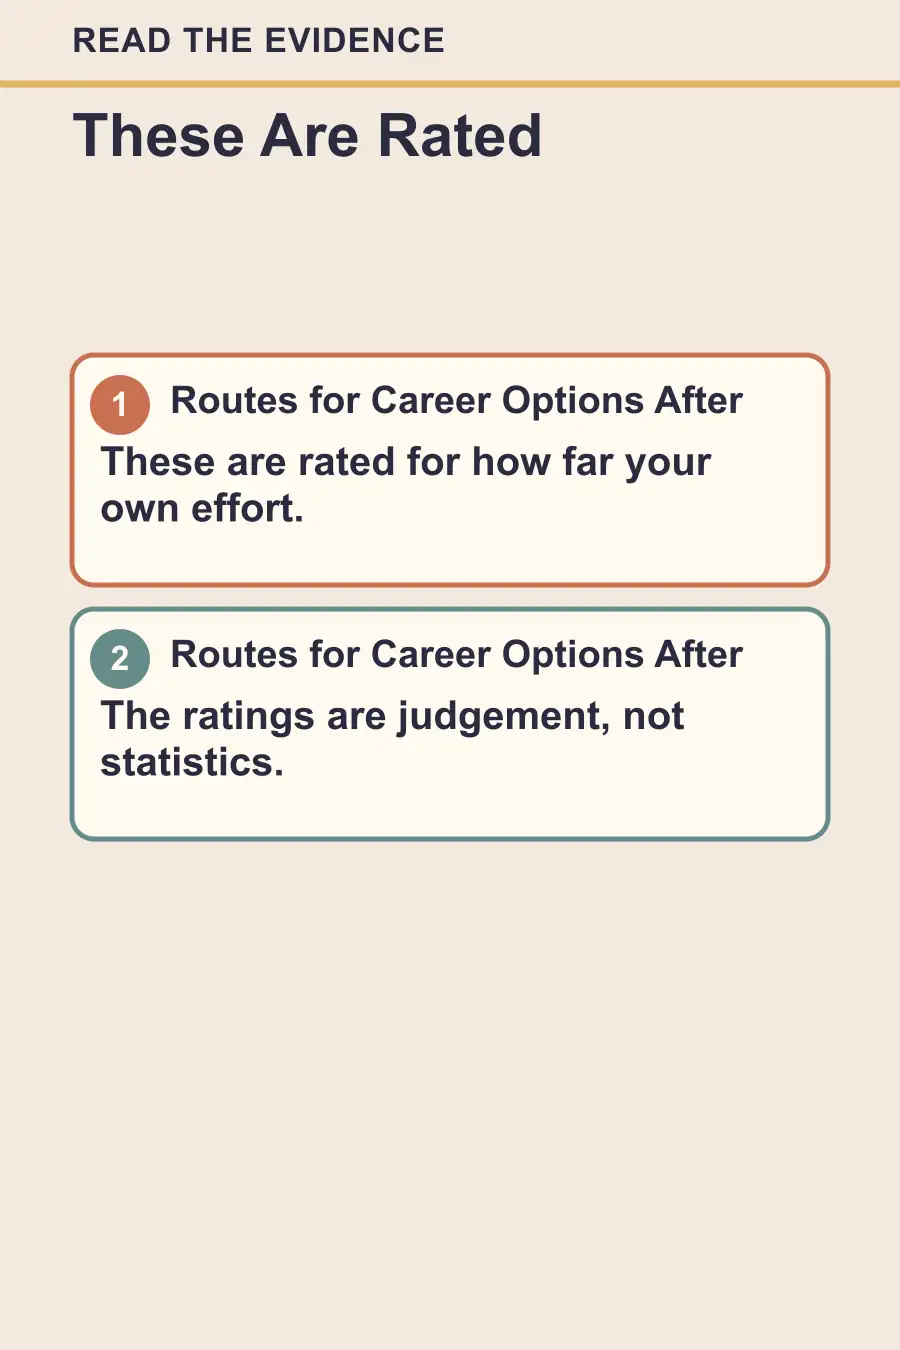 READ THE EVIDENCE
These Are Rated
1
Routes for Career Options After
These are rated for how far your
own effort.
2
Routes for Career Options After
The ratings are judgement, not
statistics.